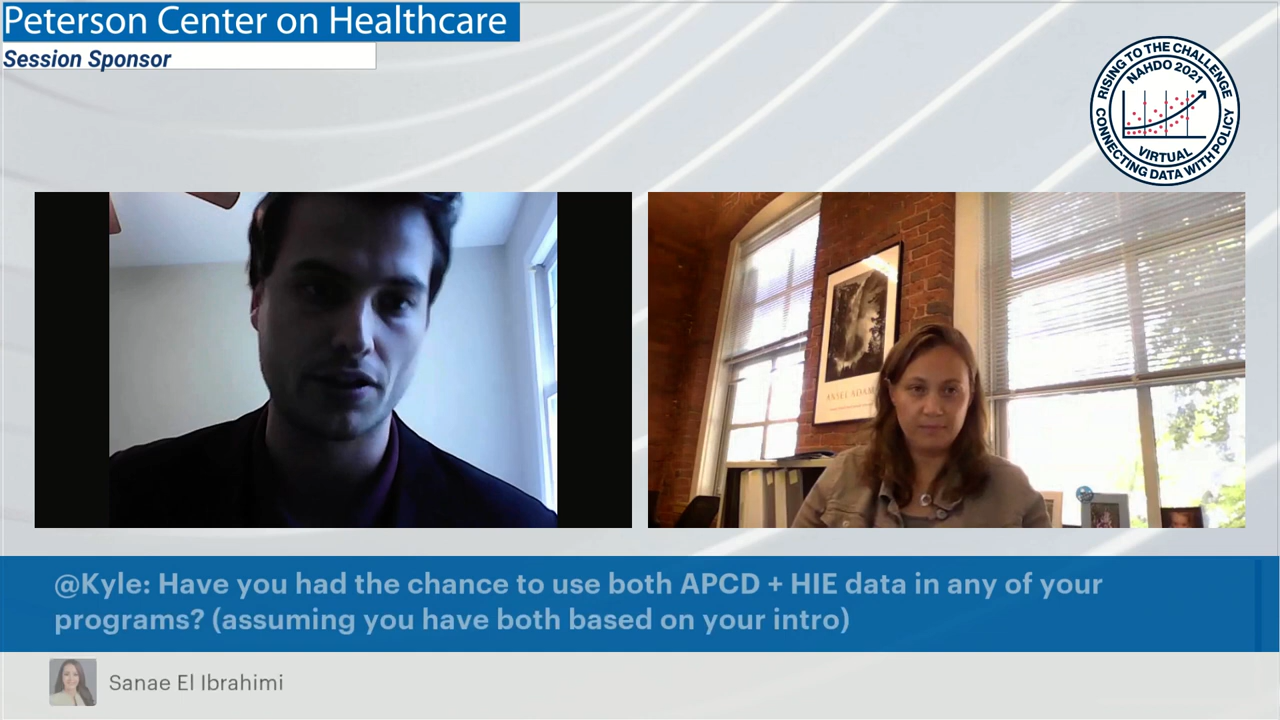 Peterson Center on Healthcare
Session Sponsor
RISING TO THE CHALLENGE
NAHDO 2021
VIRTUAL
CONNECTING DATA WITH POLICY
ANSEL ADAMS
@Kyle: Have you had the chance to use both APCD + HIE data in any of your
programs? (assuming you have both based on your intro)
Sanae El Ibrahimi